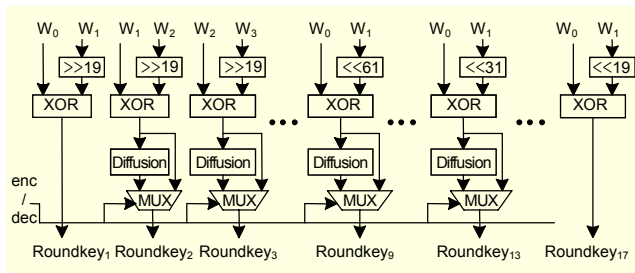 W₀ W₁ W₁ W₂ W₂ W₃ W₀ W₁ W₀ W₁ W₀ W₁
>>19 >>19 >>19 <<61 <<31 <<19
XOR XOR XOR XOR XOR XOR
••• ••• •••
Diffusion Diffusion Diffusion Diffusion
enc
/
dec
MUX MUX MUX MUX
Roundkey₁ Roundkey₂ Roundkey₃ Roundkey₉ Roundkey₁₃ Roundkey₁₇